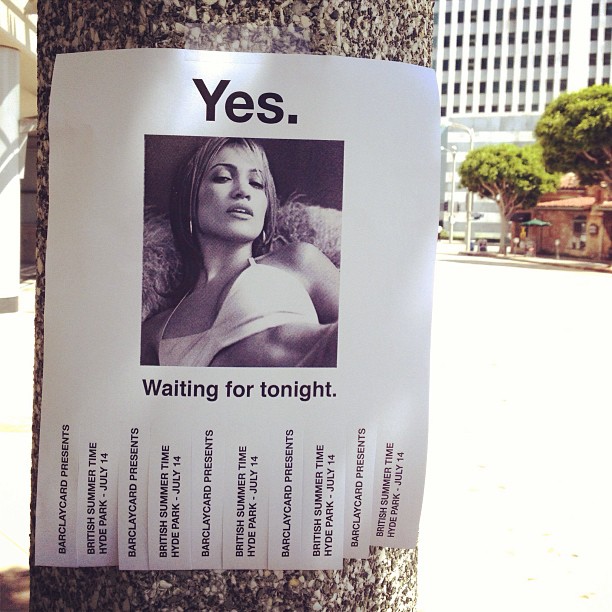 Yes.
Waiting for tonight.
BARCLAYCARD PRESENTS
BRITISH SUMMER TIME
HYDE PARK - JULY 14
BARCLAYCARD PRESENTS
BRITISH SUMMER TIME
HYDE PARK - JULY 14
BARCLAYCARD PRESENTS
BRITISH SUMMER TIME
HYDE PARK - JULY 14
BARCLAYCARD PRESENTS
BRITISH SUMMER TIME
HYDE PARK - JULY 14
BARCLAYCARD PRESENTS
BRITISH SUMMER TIME
HYDE PARK - JULY 14